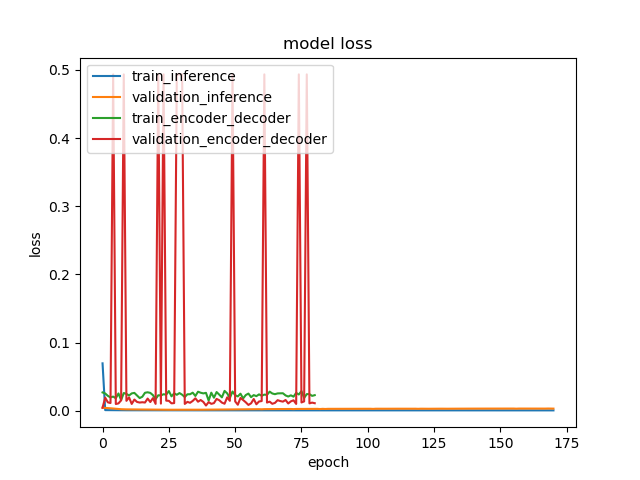 model loss
train_inference
validation_inference
train_encoder_decoder
validation_encoder_decoder
loss
0.5
0.4
0.3
0.2
0.1
0.0
0 25 50 75 100 125 150 175
epoch